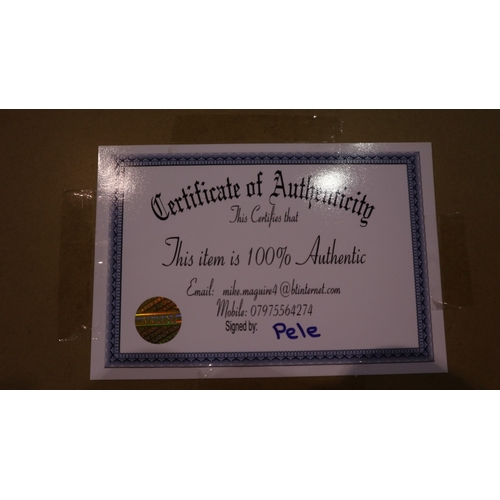 Certificate of Authenticity
This Certifies that
This item is 100% Authentic
Email: mike.maguire4@btinternet.com
Mobile: 07975564274
Signed by: Pele